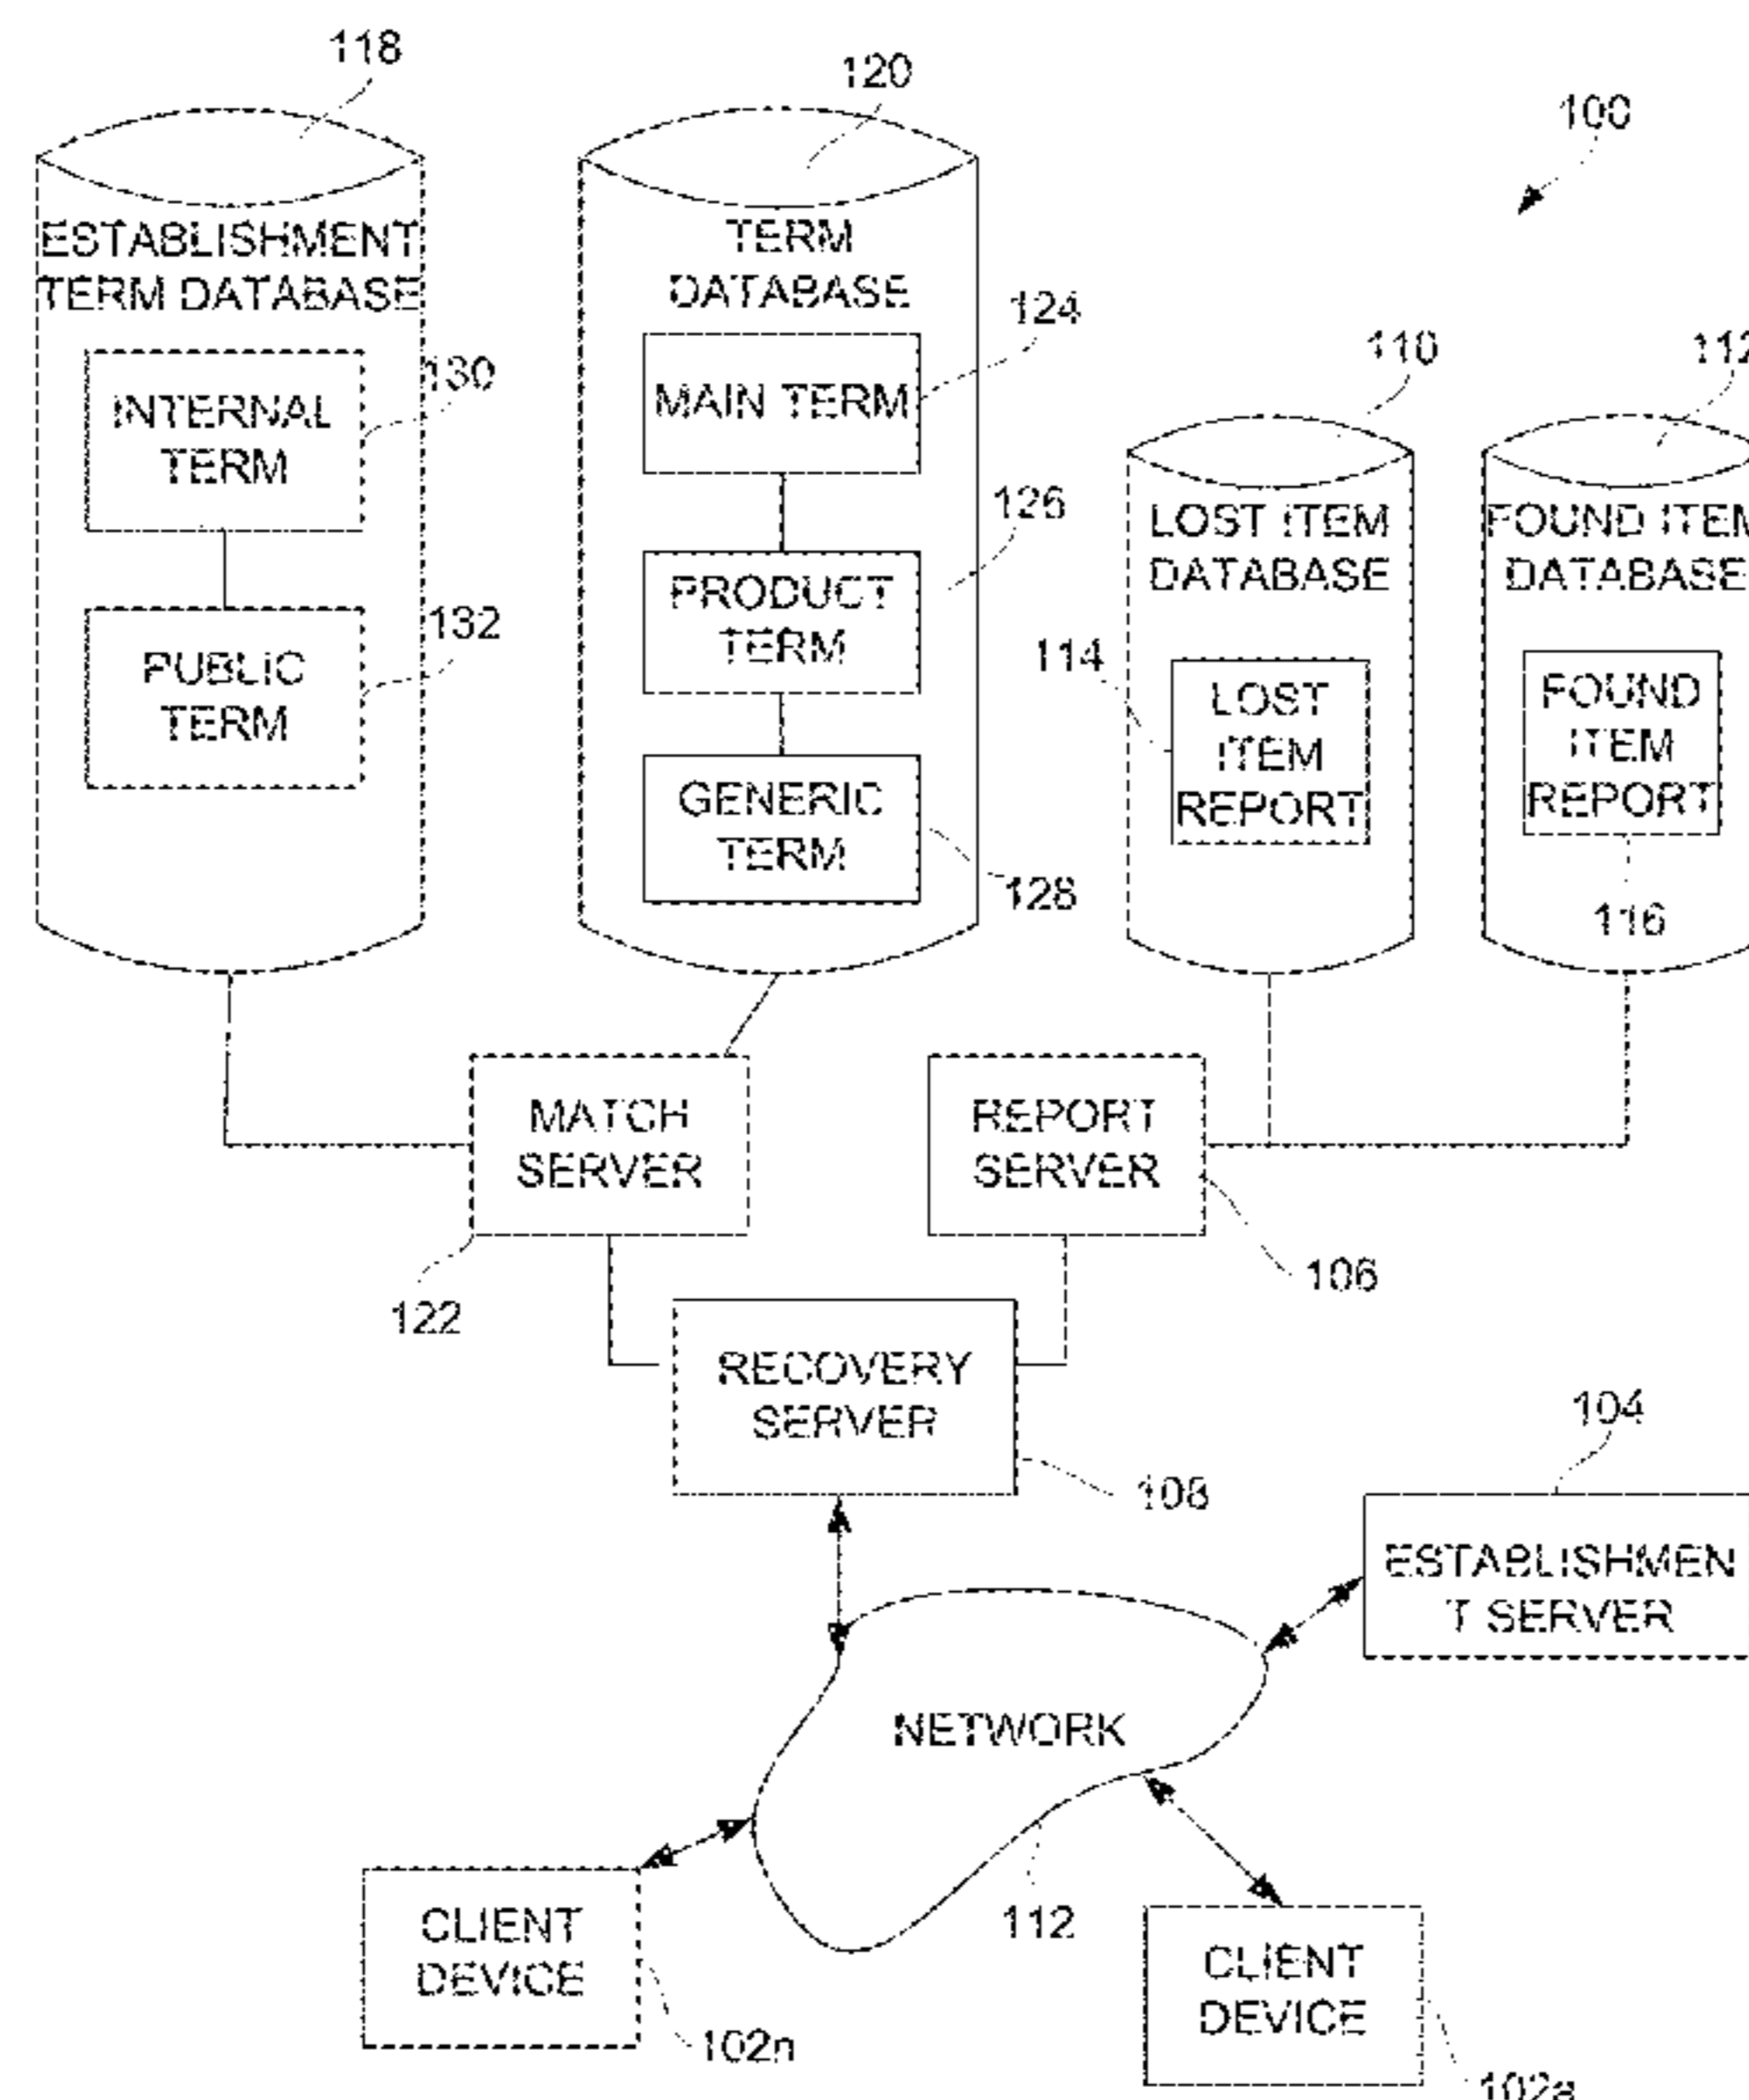 118
120
100
ESTABLISHMENT
TERM DATABASE
TERM
DATABASE
124
110
112
130
INTERNAL
TERM
MAIN TERM
126
LOST ITEM
DATABASE
FOUND ITEM
DATABASE
PRODUCT
TERM
132
PUBLIC
TERM
114
LOST
ITEM
REPORT
FOUND
ITEM
REPORT
GENERIC
TERM
128
116
MATCH
SERVER
REPORT
SERVER
106
122
RECOVERY
SERVER
108
104
ESTABLISHMEN
T SERVER
NETWORK
112
CLIENT
DEVICE
102n
CLIENT
DEVICE
102a